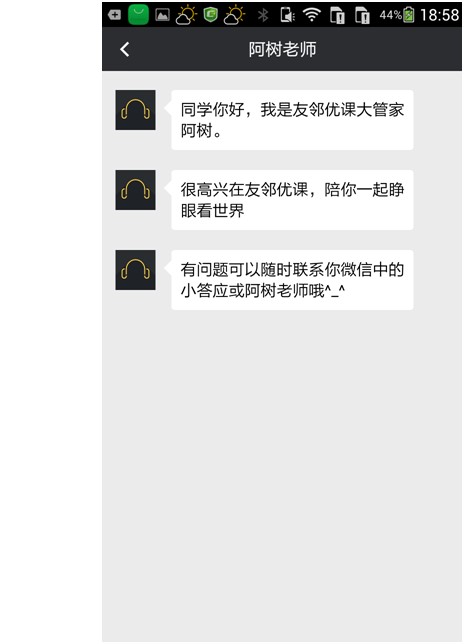 44% 18:58
阿树老师
同学你好，我是友邻优课大管家
阿树。
很高兴在友邻优课，陪你一起睁
眼看世界
有问题可以随时联系你微信中的
小答应或阿树老师哦^_^